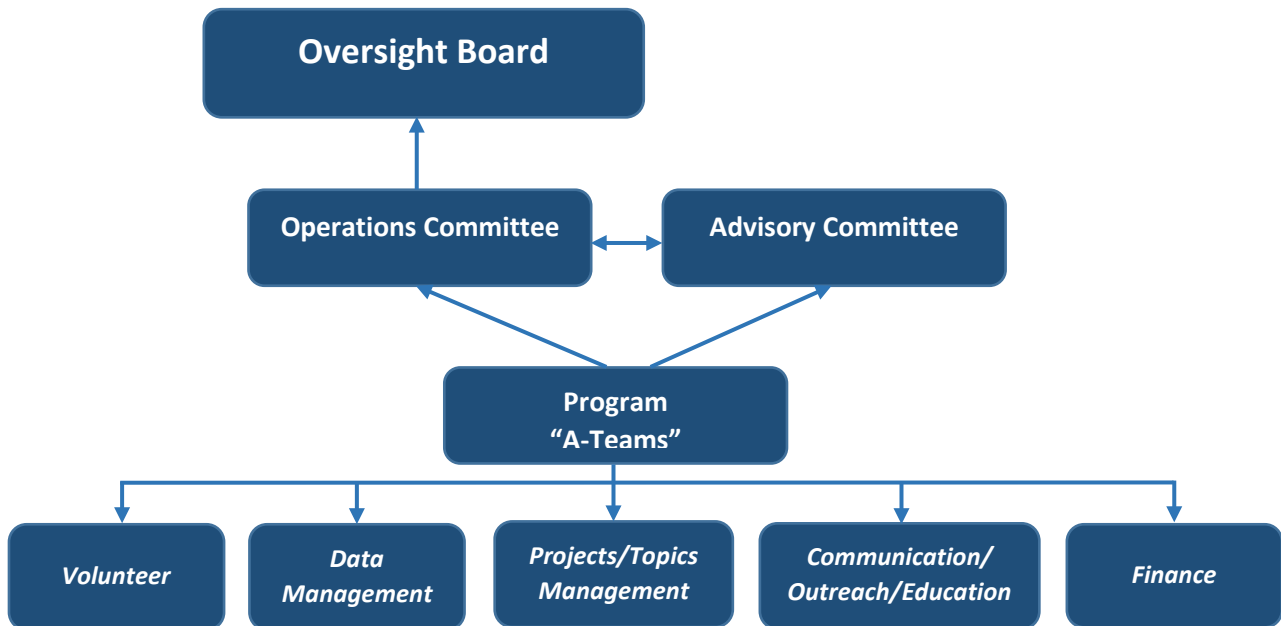 Oversight Board
Operations Committee
Advisory Committee
Program
“A-Teams”
Volunteer
Data
Management
Projects/Topics
Management
Communication/
Outreach/Education
Finance